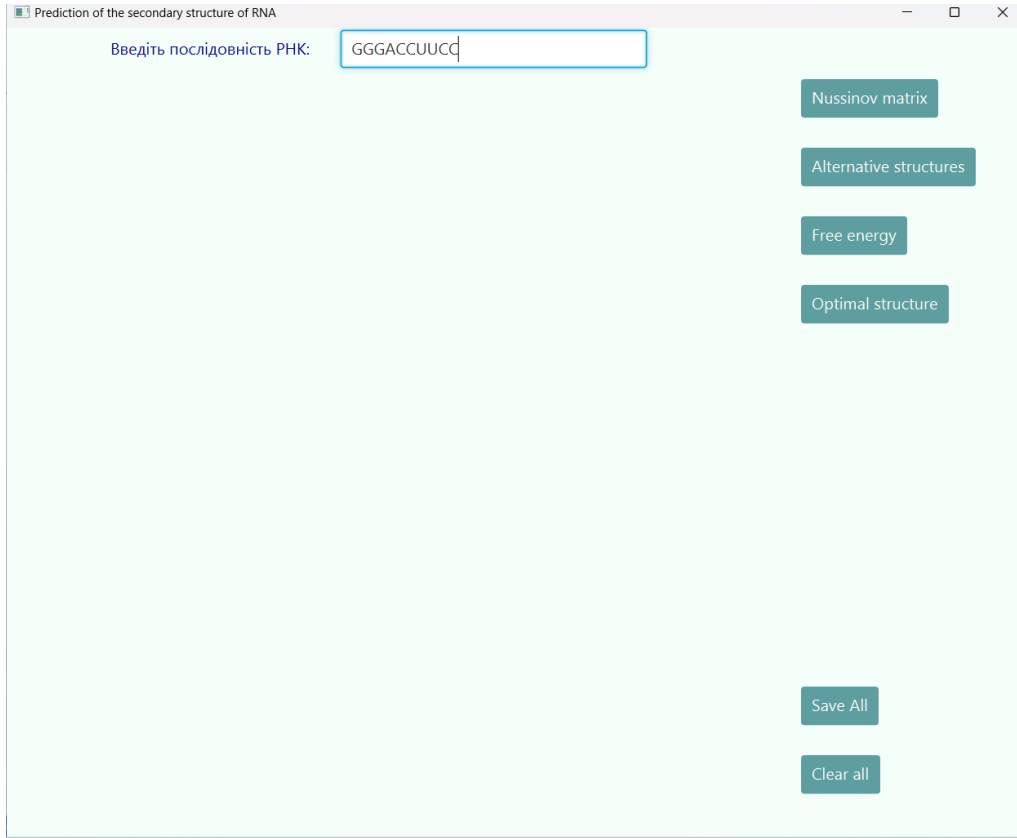 Prediction of the secondary structure of RNA
Введіть послідовність РНК: GGGACCUUCC
Nussinov matrix
Alternative structures
Free energy
Optimal structure
Save All
Clear all